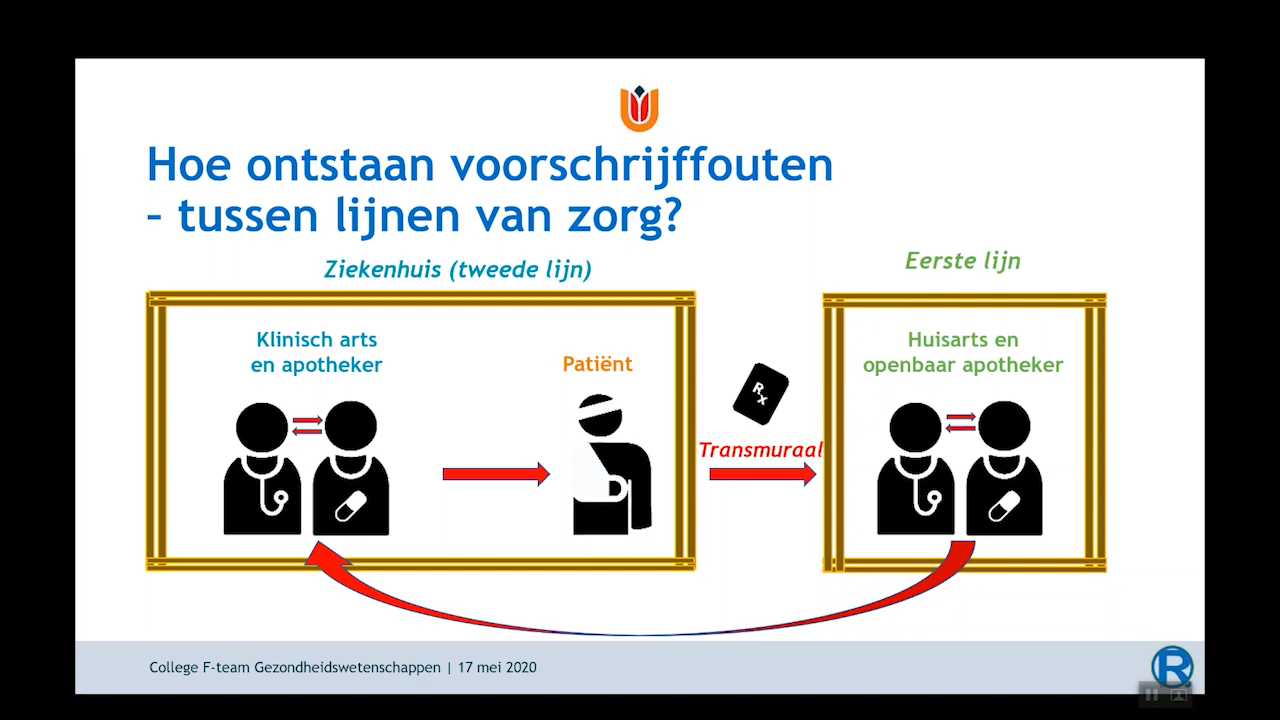 Hoe ontstaan voorschrijffouten
– tussen lijnen van zorg?
Ziekenhuis (tweede lijn)
Eerste lijn
Klinisch arts
en apotheker
Patiënt
Huisarts en
openbaar apotheker
Rx
Transmuraal
College F-team Gezondheidswetenschappen | 17 mei 2020
R